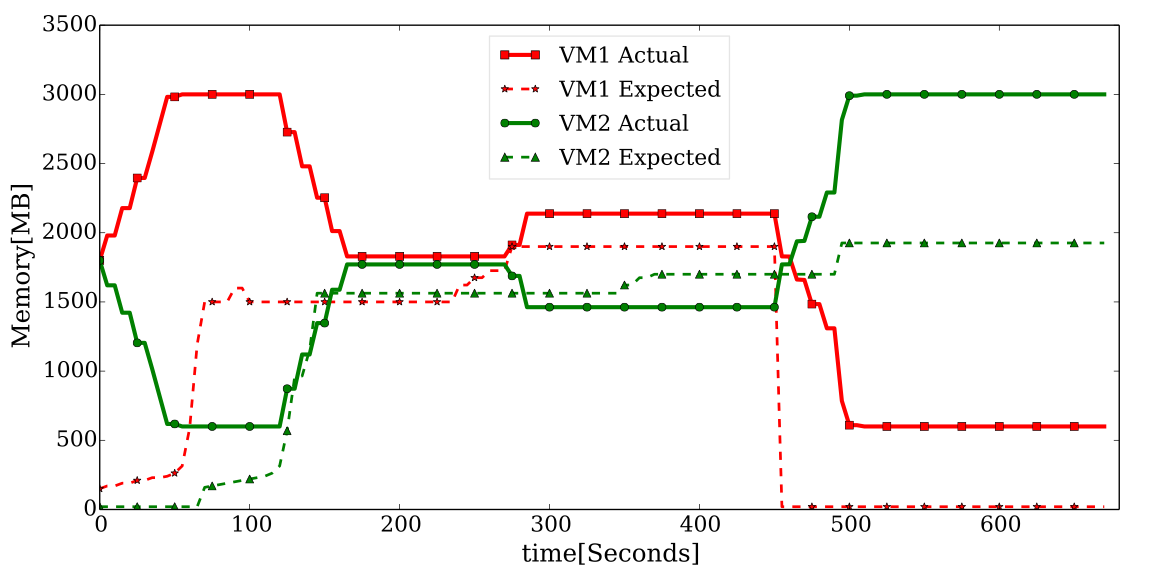 3500
3000
2500
2000
1500
1000
500
0
Memory[MB]
VM1 Actual
VM1 Expected
VM2 Actual
VM2 Expected
0 100 200 300 400 500 600
time[Seconds]